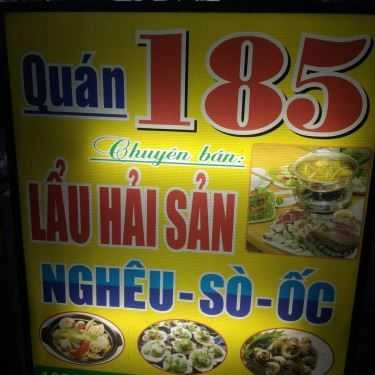 Quán 185
Chuyên bán:
LẨU HẢI SẢN
NGHÊU - SÒ - ỐC